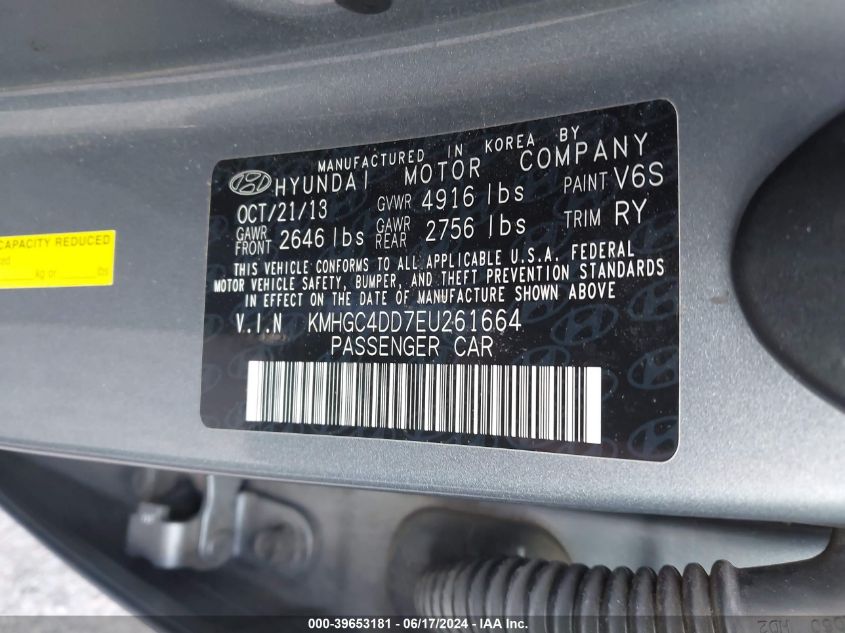 MANUFACTURED IN KOREA BY
HYUNDAI MOTOR COMPANY
OCT/21/13 GVWR 4916 lbs PAINT V6S
GAWR FRONT 2646 lbs GAWR REAR 2756 lbs TRIM RY
THIS VEHICLE CONFORMS TO ALL APPLICABLE U.S.A. FEDERAL
MOTOR VEHICLE SAFETY, BUMPER, AND THEFT PREVENTION STANDARDS
IN EFFECT ON THE DATE OF MANUFACTURE SHOWN ABOVE
V.I.N KMHGC4DD7EU261664
PASSENGER CAR
CAPACITY REDUCED
kg or lbs
000-39653181 - 06/17/2024 - IAAI.COM